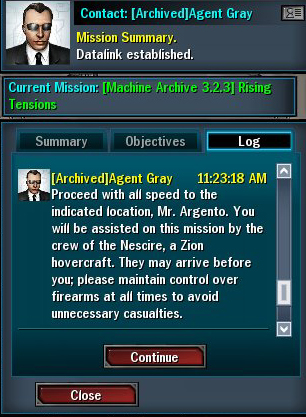 Contact: [Archived]Agent Gray
Mission Summary.
Datalink established.
Current Mission: [Machine Archive 3.2.3] Rising
Tensions
Summary
Objectives
Log
[Archived]Agent Gray 11:23:18 AM
Proceed with all speed to the
indicated location, Mr. Argento. You
will be assisted on this mission by the
crew of the Nescire, a Zion
hovercraft. They may arrive before
you; please maintain control over
firearms at all times to avoid
unnecessary casualties.
Continue
Close